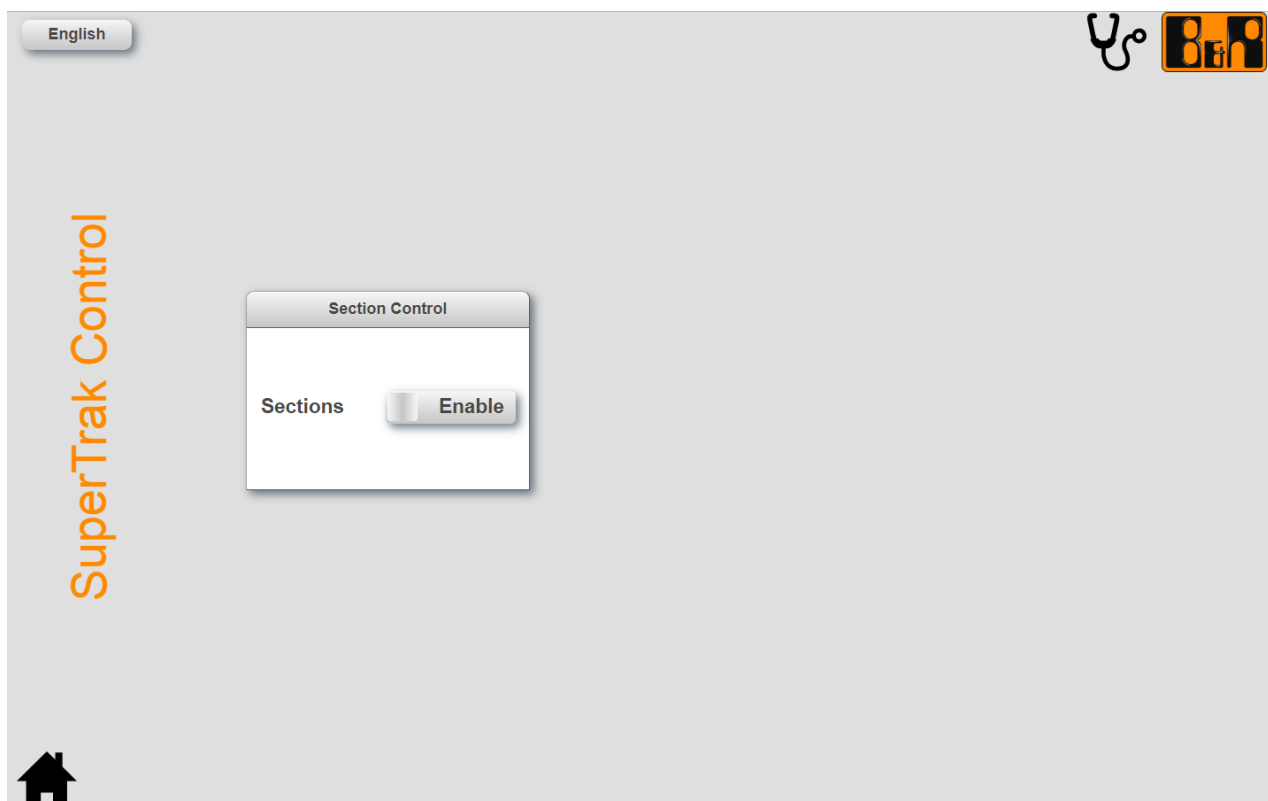 English
B&R
SuperTrak Control
Section Control
Sections
Enable